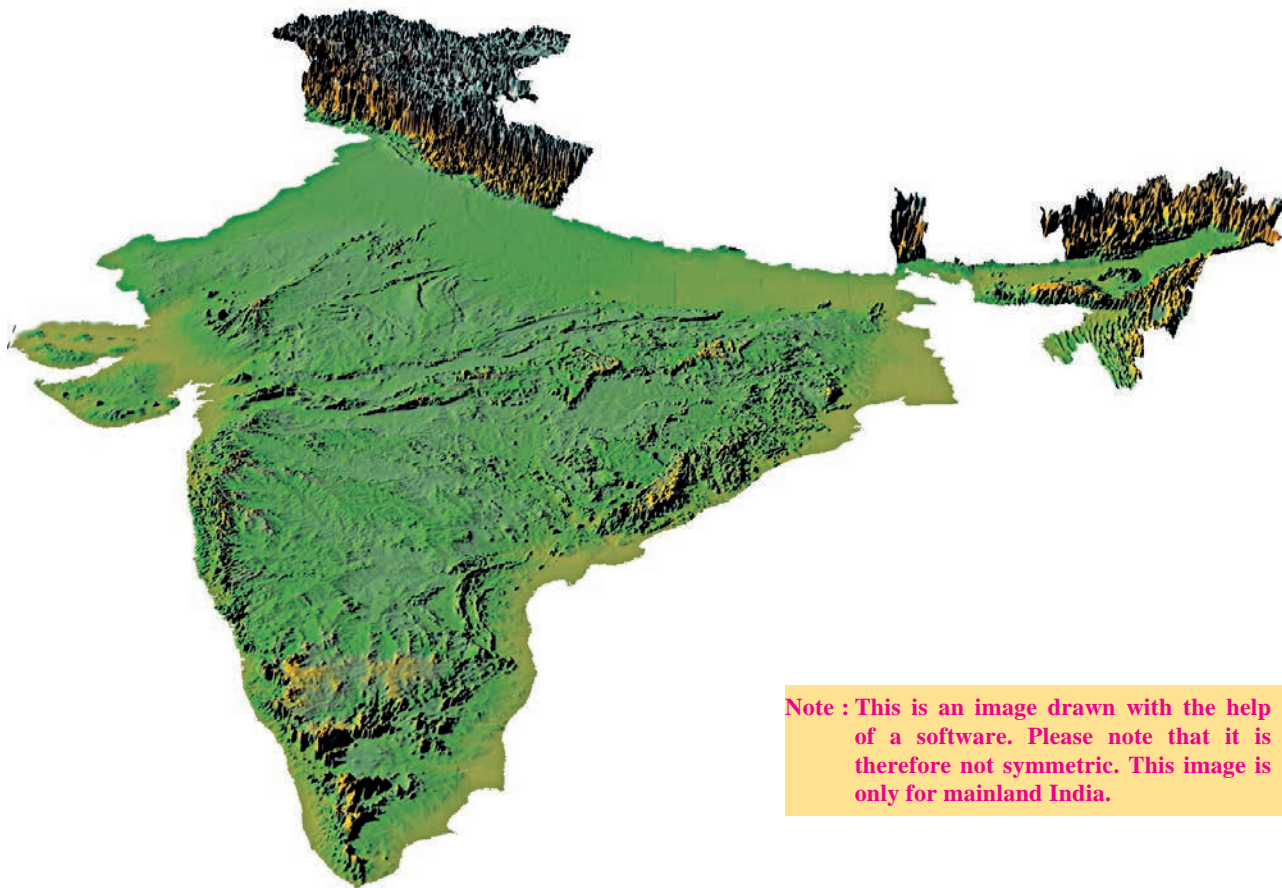 Note : This is an image drawn with the help
of a software. Please note that it is
therefore not symmetric. This image is
only for mainland India.